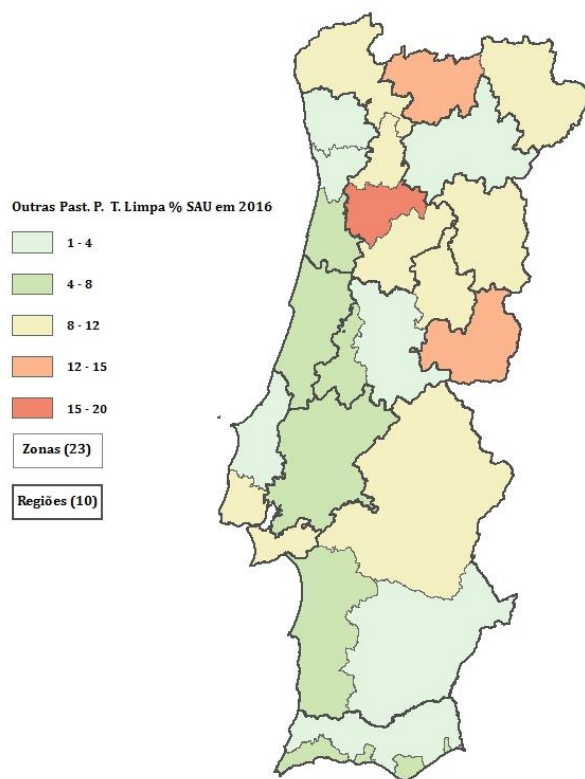 Outras Past. P. T. Limpa % SAU em 2016
1 - 4
4 - 8
8 - 12
12 - 15
15 - 20
Zonas (23)
Regiões (10)